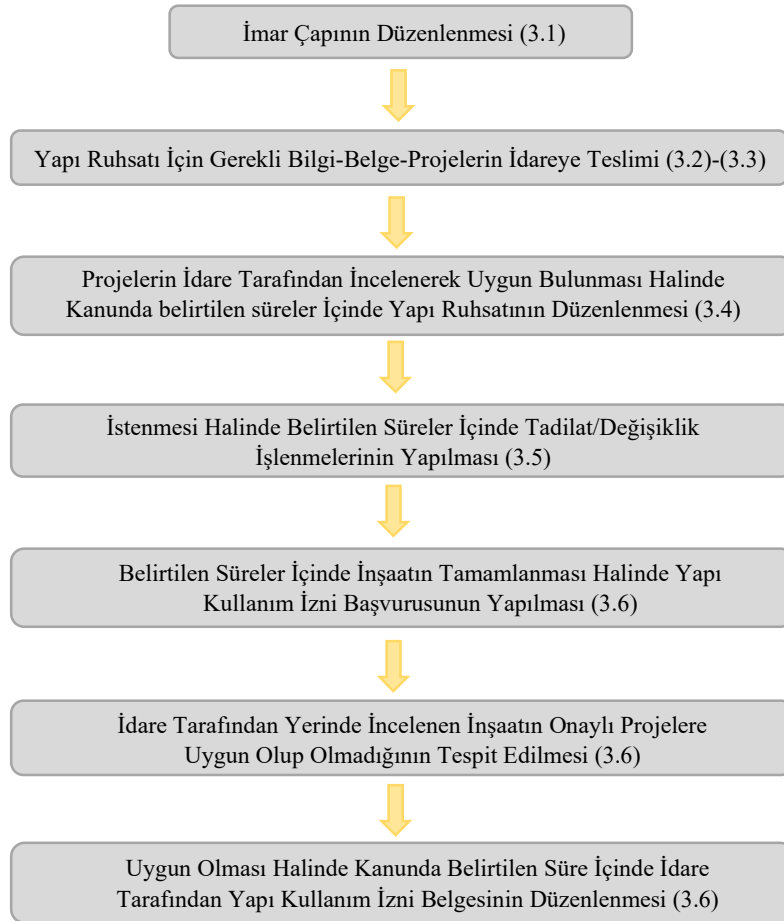 İmar Çapının Düzenlenmesi (3.1)
Yapı Ruhsatı İçin Gerekli Bilgi-Belge-Projelerin İdareye Teslimi (3.2)-(3.3)
Projelerin İdare Tarafından İncelenerek Uygun Bulunması Halinde
Kanunda belirtilen süreler İçinde Yapı Ruhsatının Düzenlenmesi (3.4)
İstenmesi Halinde Belirtilen Süreler İçinde Tadilat/Değişiklik
İşlenmelerinin Yapılması (3.5)
Belirtilen Süreler İçinde İnşaatın Tamamlanması Halinde Yapı
Kullanım İzni Başvurusunun Yapılması (3.6)
İdare Tarafından Yerinde İncelenen İnşaatın Onaylı Projelere
Uygun Olup Olmadığının Tespit Edilmesi (3.6)
Uygun Olması Halinde Kanunda Belirtilen Süre İçinde İdare
Tarafından Yapı Kullanım İzni Belgesinin Düzenlenmesi (3.6)